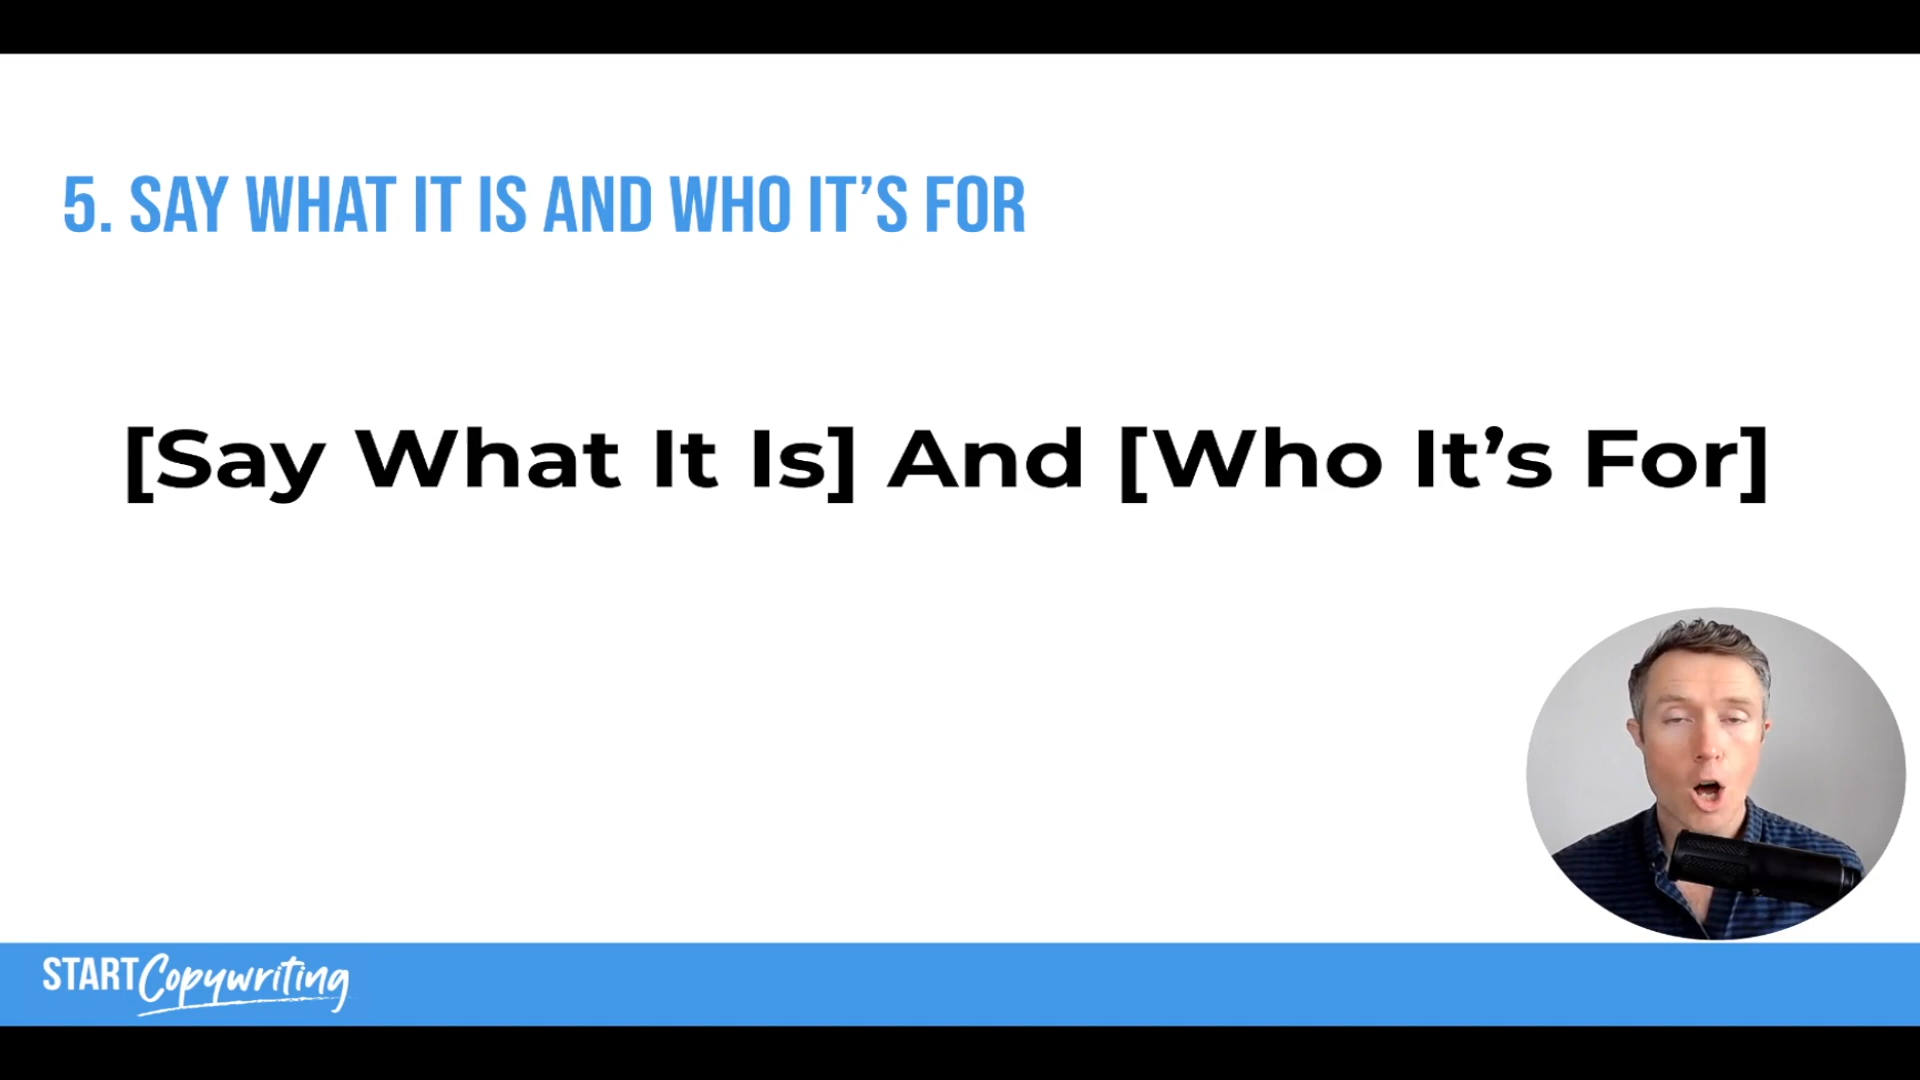 5. SAY WHAT IT IS AND WHO IT’S FOR
[Say What It Is] And [Who It’s For]
START Copywriting